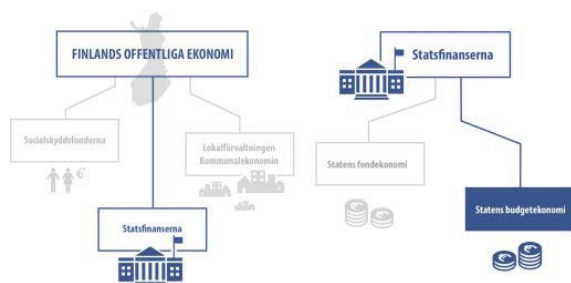 FINLANDS OFFENTLIGA EKONOMI
Socialskyddsfonderna
€
Lokalförvaltningen
Kommunalekonomin
Statsfinanserna
Statsfinanserna
Statens fondekonomi
Statens budgetekonomi